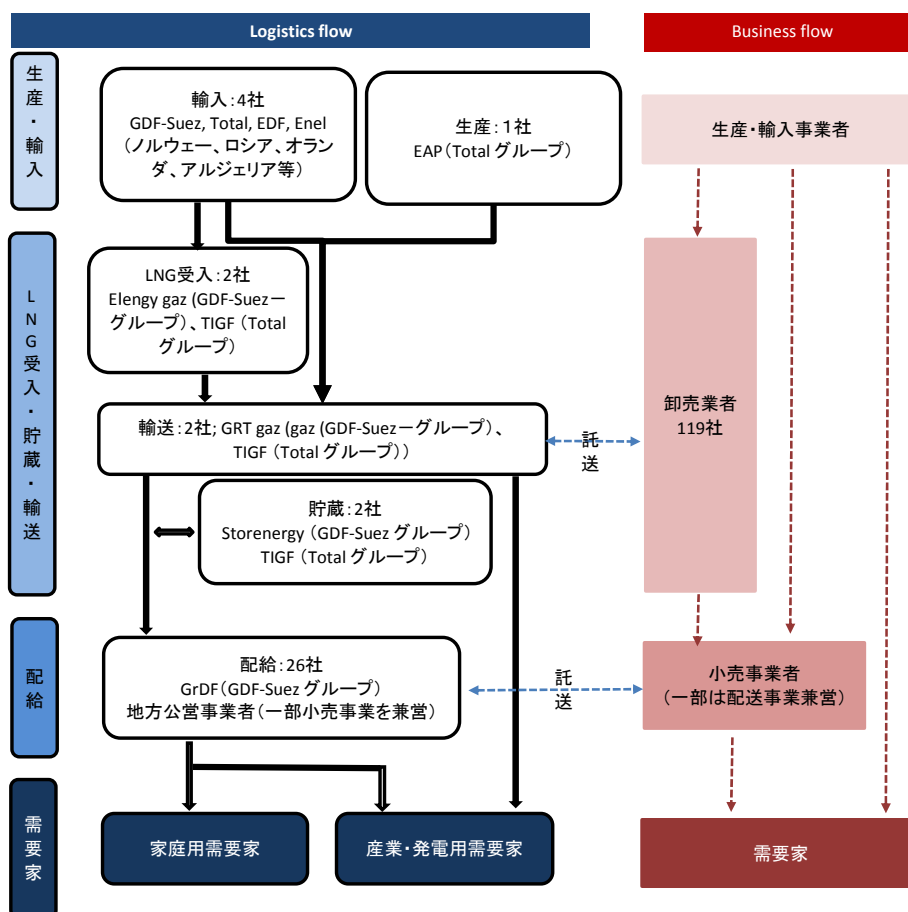 Logistics flow
Business flow
生産・輸入
輸入：4社
GDF-Suez, Total, EDF, Enel
（ノルウェー、ロシア、オラン
ダ、アルジェリア等）
生産：１社
EAP（Total グループ）
生産・輸入事業者
LNG受入・貯蔵・輸送
LNG受入：2社
Elengy gaz (GDF-Suezー
グループ）、TIGF （Total
グループ）
輸送：2社; GRT gaz (gaz (GDF-Suezーグループ）、
TIGF （Total グループ））
託送
卸売業者
119社
貯蔵：2社
Storenergy （GDF-Suez グループ）
TIGF （Total グループ）
配給
配給：26社
GrDF（GDF-Suez グループ）
地方公営事業者（一部小売事業を兼営）
託送
小売事業者
（一部は配送事業兼営）
需要家
家庭用需要家
産業・発電用需要家
需要家